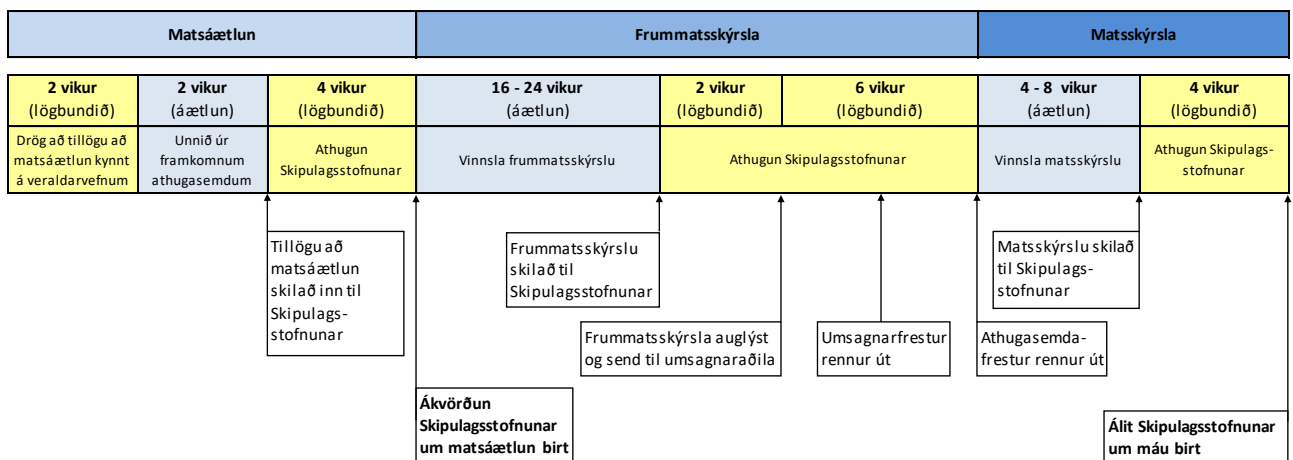 Matsáætlun
Frummatsskýrsla
Matsskýrsla
2 vikur
(lögbundið)
2 vikur
(áætlun)
4 vikur
(lögbundið)
16 - 24 vikur
(áætlun)
2 vikur
(lögbundið)
6 vikur
(lögbundið)
4 - 8 vikur
(áætlun)
4 vikur
(lögbundið)
Drög að tillögu að
matsáætlun kynnt
á veraldarvefnum
Unnið úr
framkomnum
athugasemdum
Athugun
Skipulagsstofnunar
Vinnsla frummatsskýrslu
Athugun Skipulagsstofnunar
Vinnsla matsskýrslu
Athugun Skipulags-
stofnunar
Tillögu að
matsáætlun
skilað inn til
Skipulags-
stofnunar
Frummatsskýrslu
skilað til
Skipulagsstofnunar
Matsskýrslu skilað
til Skipulags-
stofnunar
Frummatsskýrsla auglýst
og send til umsagnaraðila
Umsagnarfrestur
rennur út
Athugasemda-
frestur rennur út
Ákvörðun
Skipulagsstofnunar
um matsáætlun birt
Álit Skipulagsstofnunar
um máu birt